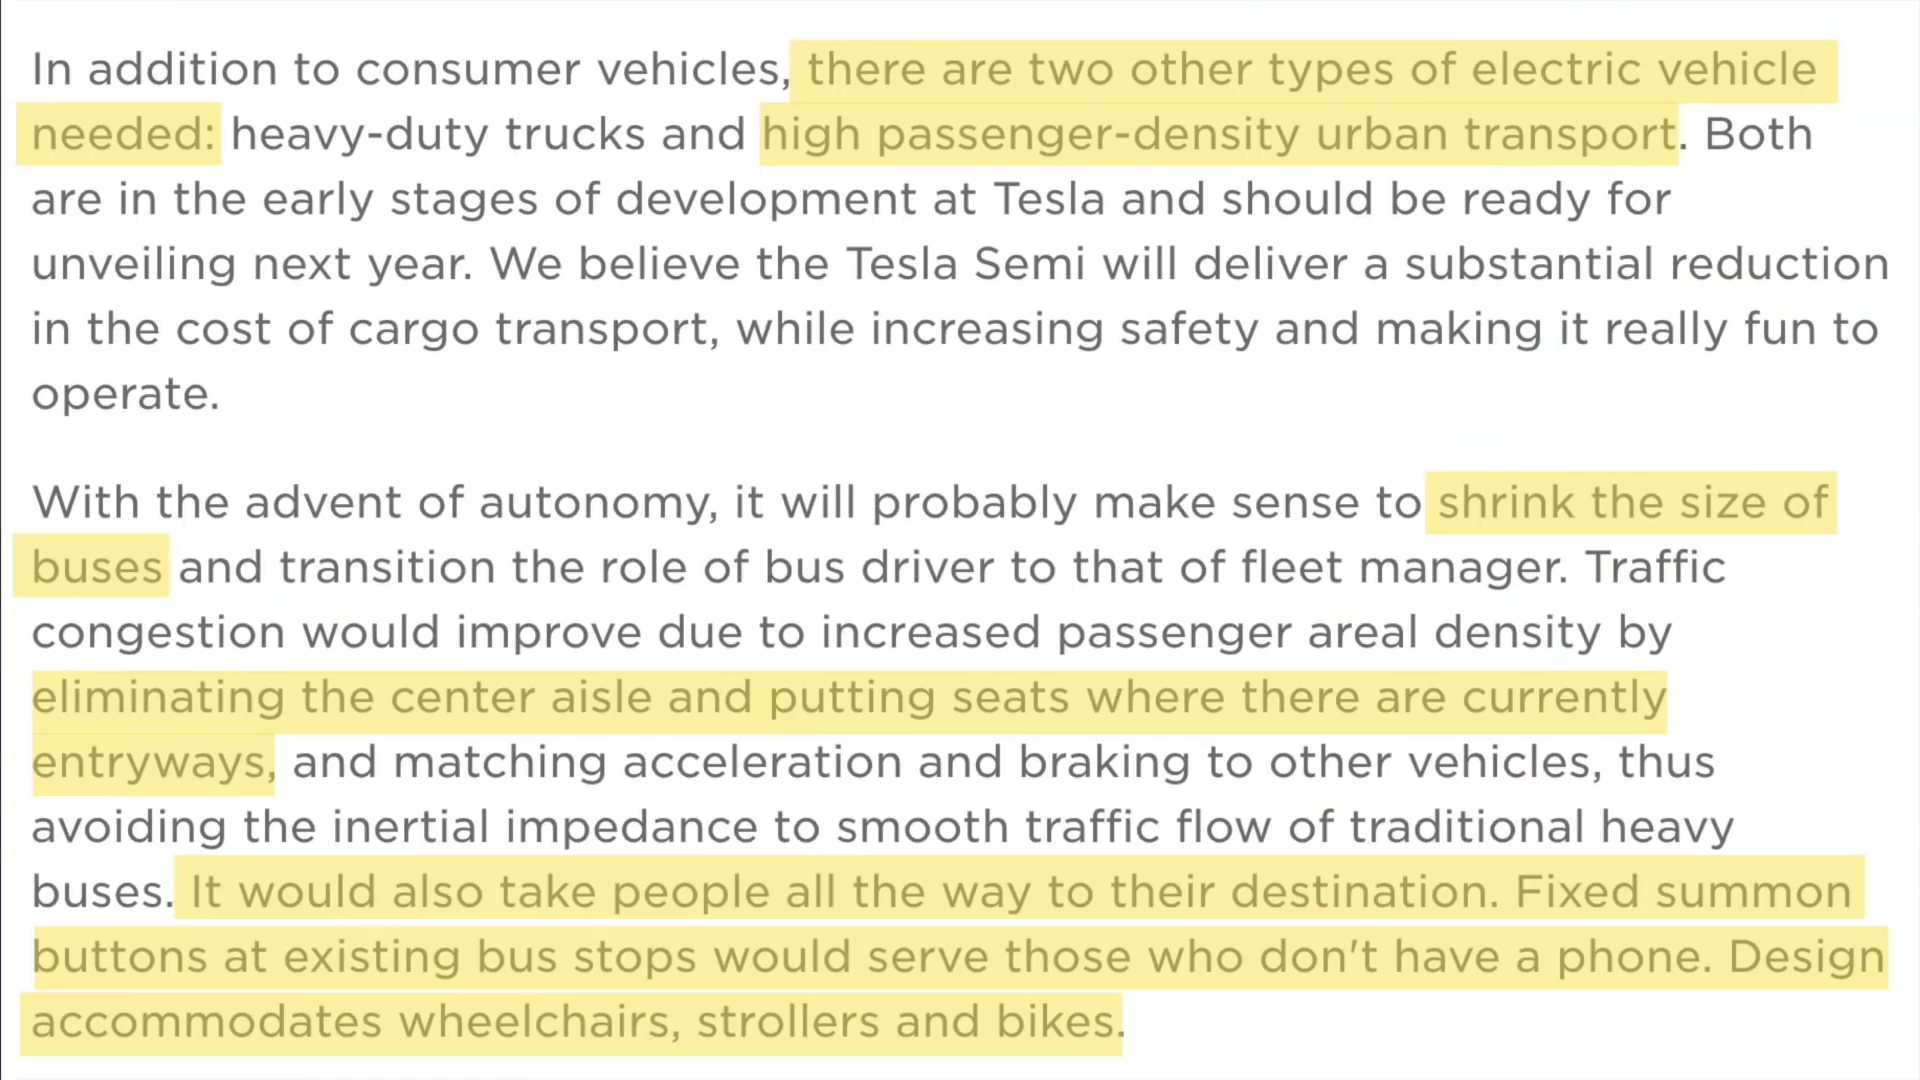 In addition to consumer vehicles, there are two other types of electric vehicle
needed: heavy-duty trucks and high passenger-density urban transport. Both
are in the early stages of development at Tesla and should be ready for
unveiling next year. We believe the Tesla Semi will deliver a substantial reduction
in the cost of cargo transport, while increasing safety and making it really fun to
operate.
With the advent of autonomy, it will probably make sense to shrink the size of
buses and transition the role of bus driver to that of fleet manager. Traffic
congestion would improve due to increased passenger areal density by
eliminating the center aisle and putting seats where there are currently
entryways, and matching acceleration and braking to other vehicles, thus
avoiding the inertial impedance to smooth traffic flow of traditional heavy
buses. It would also take people all the way to their destination. Fixed summon
buttons at existing bus stops would serve those who don't have a phone. Design
accommodates wheelchairs, strollers and bikes.